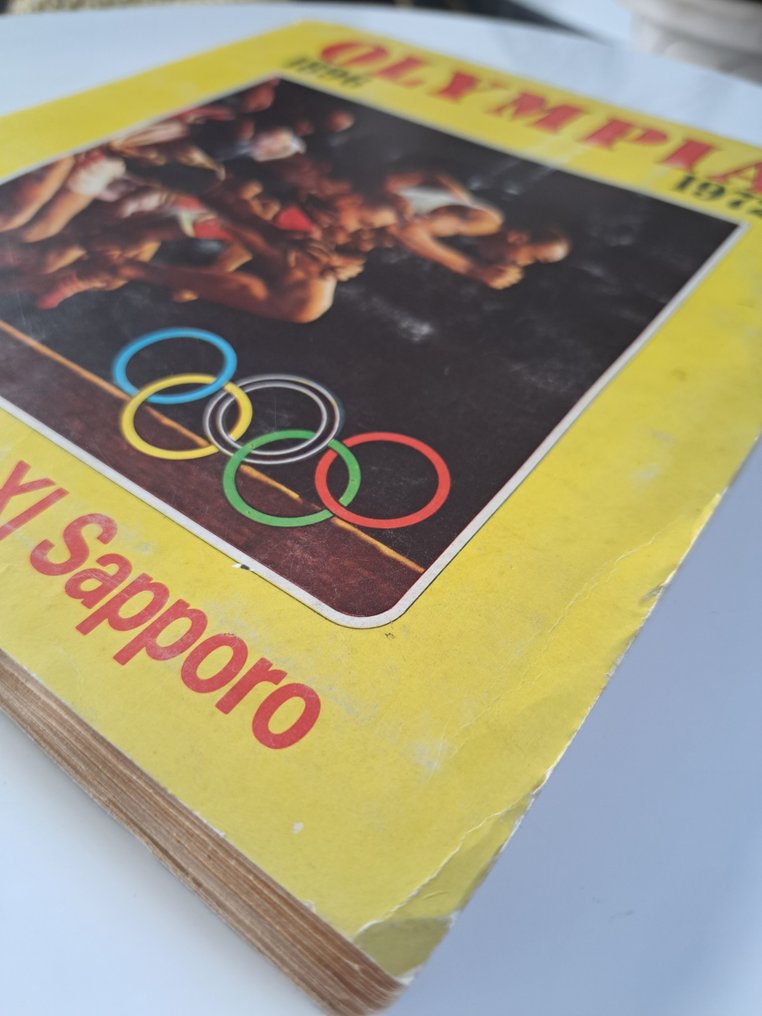 OLYMPIA
1896
1972
XI Sapporo